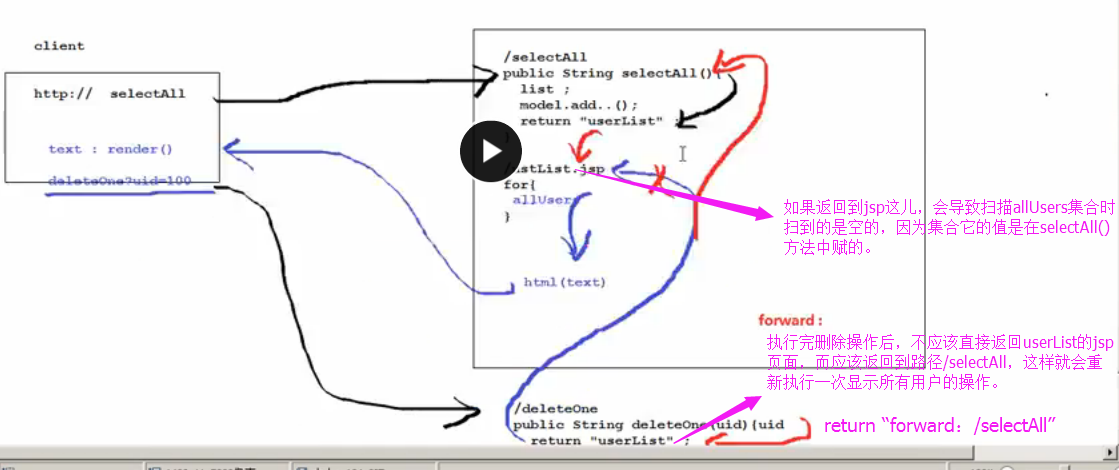 client
http:// selectAll
text : render()
deleteOne?uid=100
/selectAll
public String selectAll(){
list ;
model.add..();
return "userList" ;
.jsp
for{
allUsers
}
html(text)
如果返回到jsp这儿，会导致扫描allUsers集合时
扫到的是空的，因为集合它的值是在selectAll()
方法中赋的。
forward：
执行完删除操作后，不应该直接返回userList的jsp
页面，而应该返回到路径/selectAll，这样就会重
新执行一次显示所有用户的操作。
/deleteOne
public String deleteOne(uid){uid
return "userList" ;
return “forward：/selectAll”